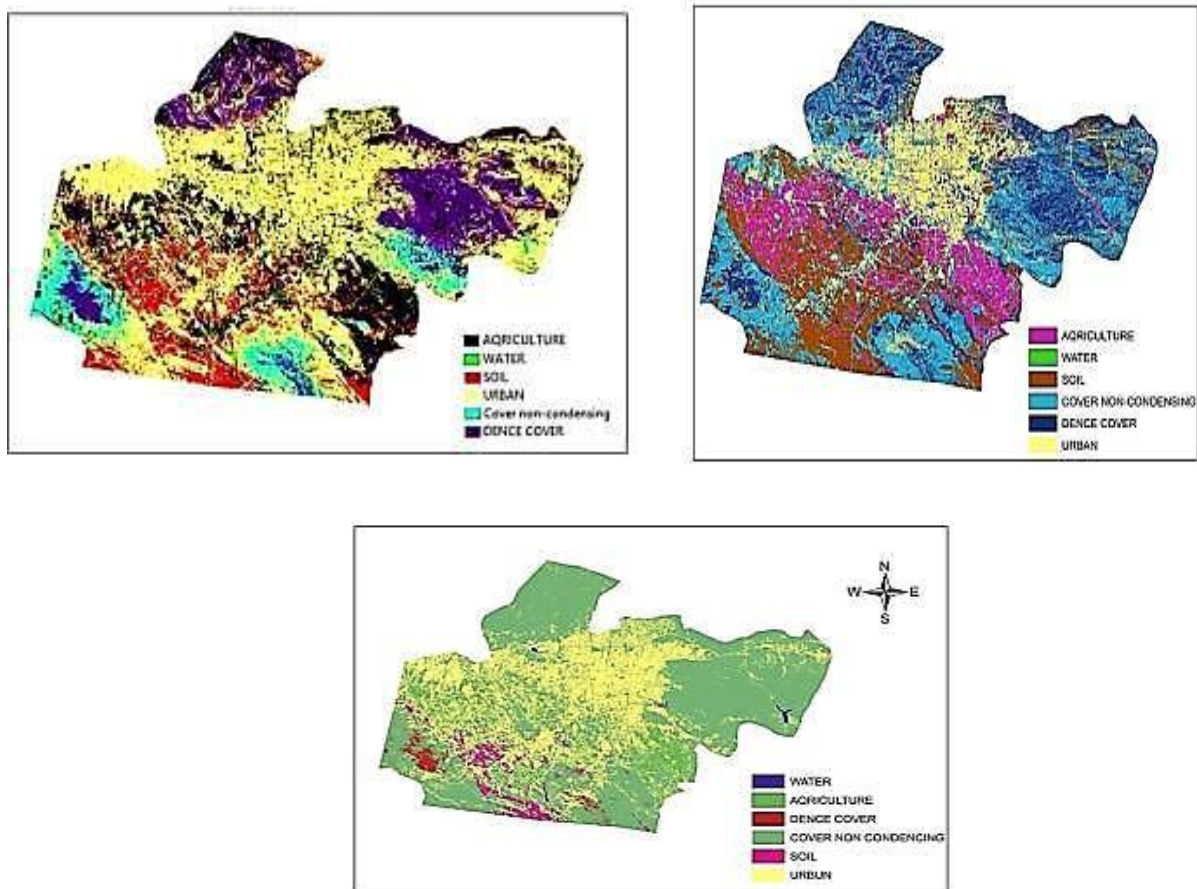 AQRICULTURE
WATER
SOIL
URBAN
Cover non-condensing
DENCE COVER
AQRICULTURE
WATER
SOIL
COVER NON-CONDENSING
DENCE COVER
URBAN
N
W E
S
WATER
AQRICULTURE
DENCE COVER
COVER NON CONDENCING
SOIL
URBUN